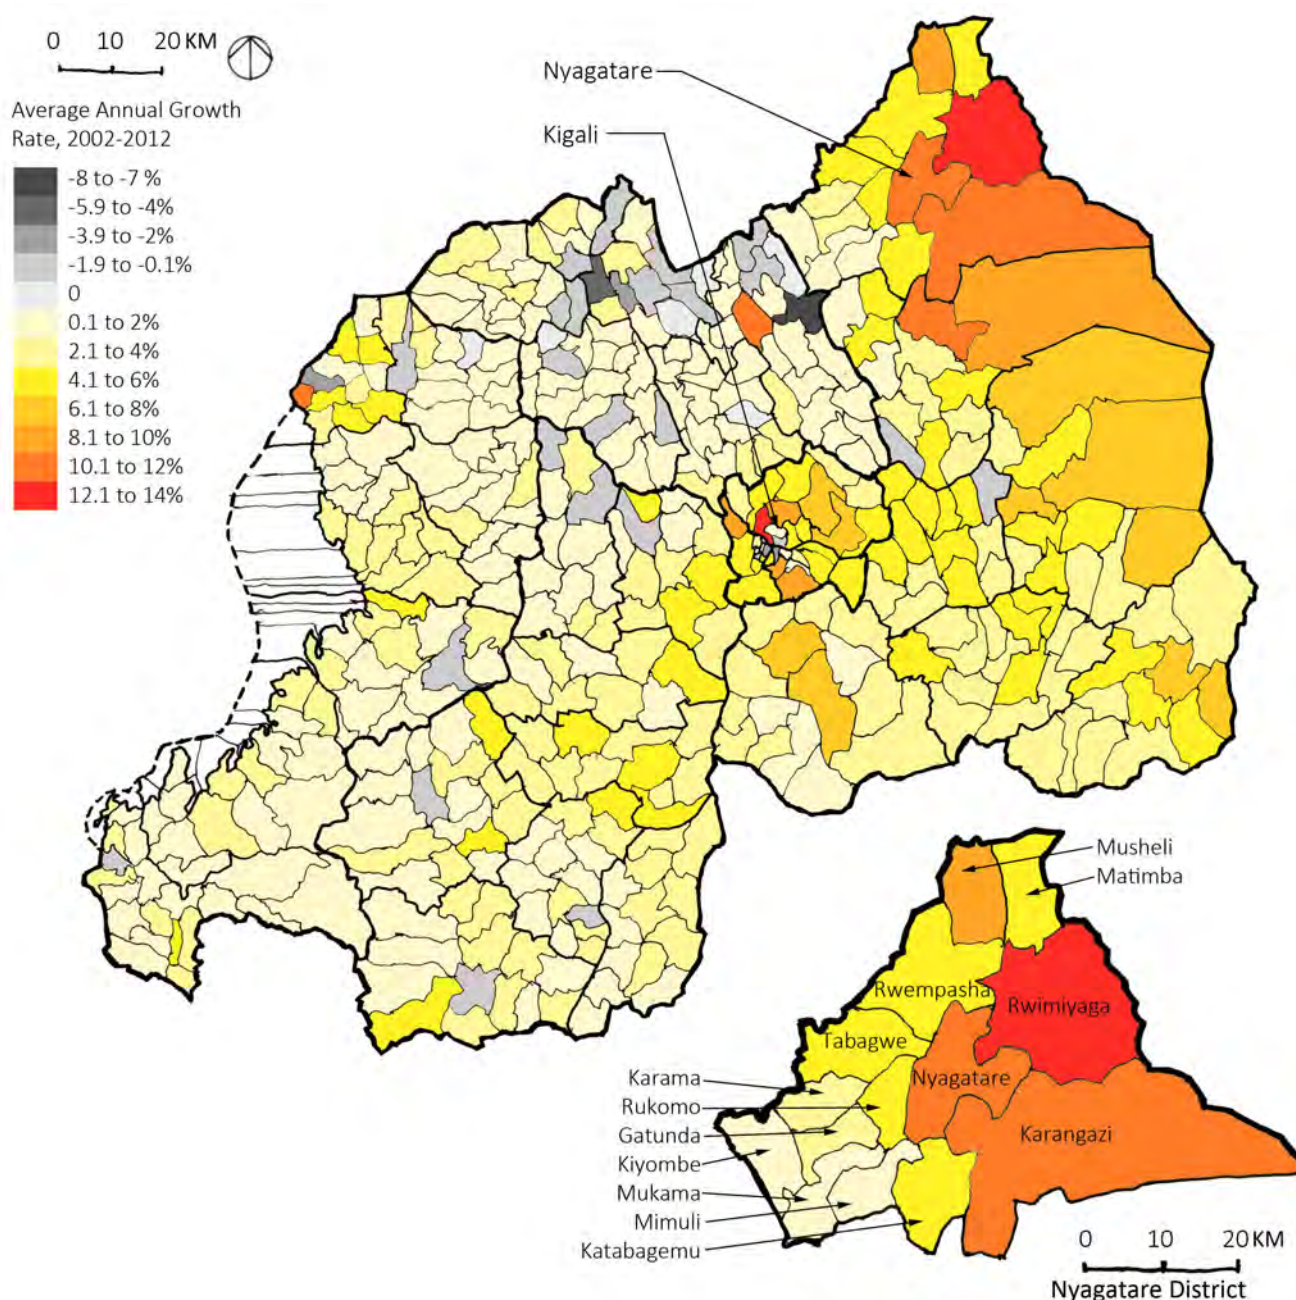 0 10 20 KM
Average Annual Growth
Rate, 2002-2012
-8 to -7 %
-5.9 to -4%
-3.9 to -2%
-1.9 to -0.1%
0
0.1 to 2%
2.1 to 4%
4.1 to 6%
6.1 to 8%
8.1 to 10%
10.1 to 12%
12.1 to 14%
Nyagatare
Kigali
Musheli
Matimba
Rwempasha
Rwimiyaga
Tabagwe
Nyagatare
Karangazi
Karama
Rukomo
Gatunda
Kiyombe
Mukama
Mimuli
Katabagemu
0 10 20 KM
Nyagatare District